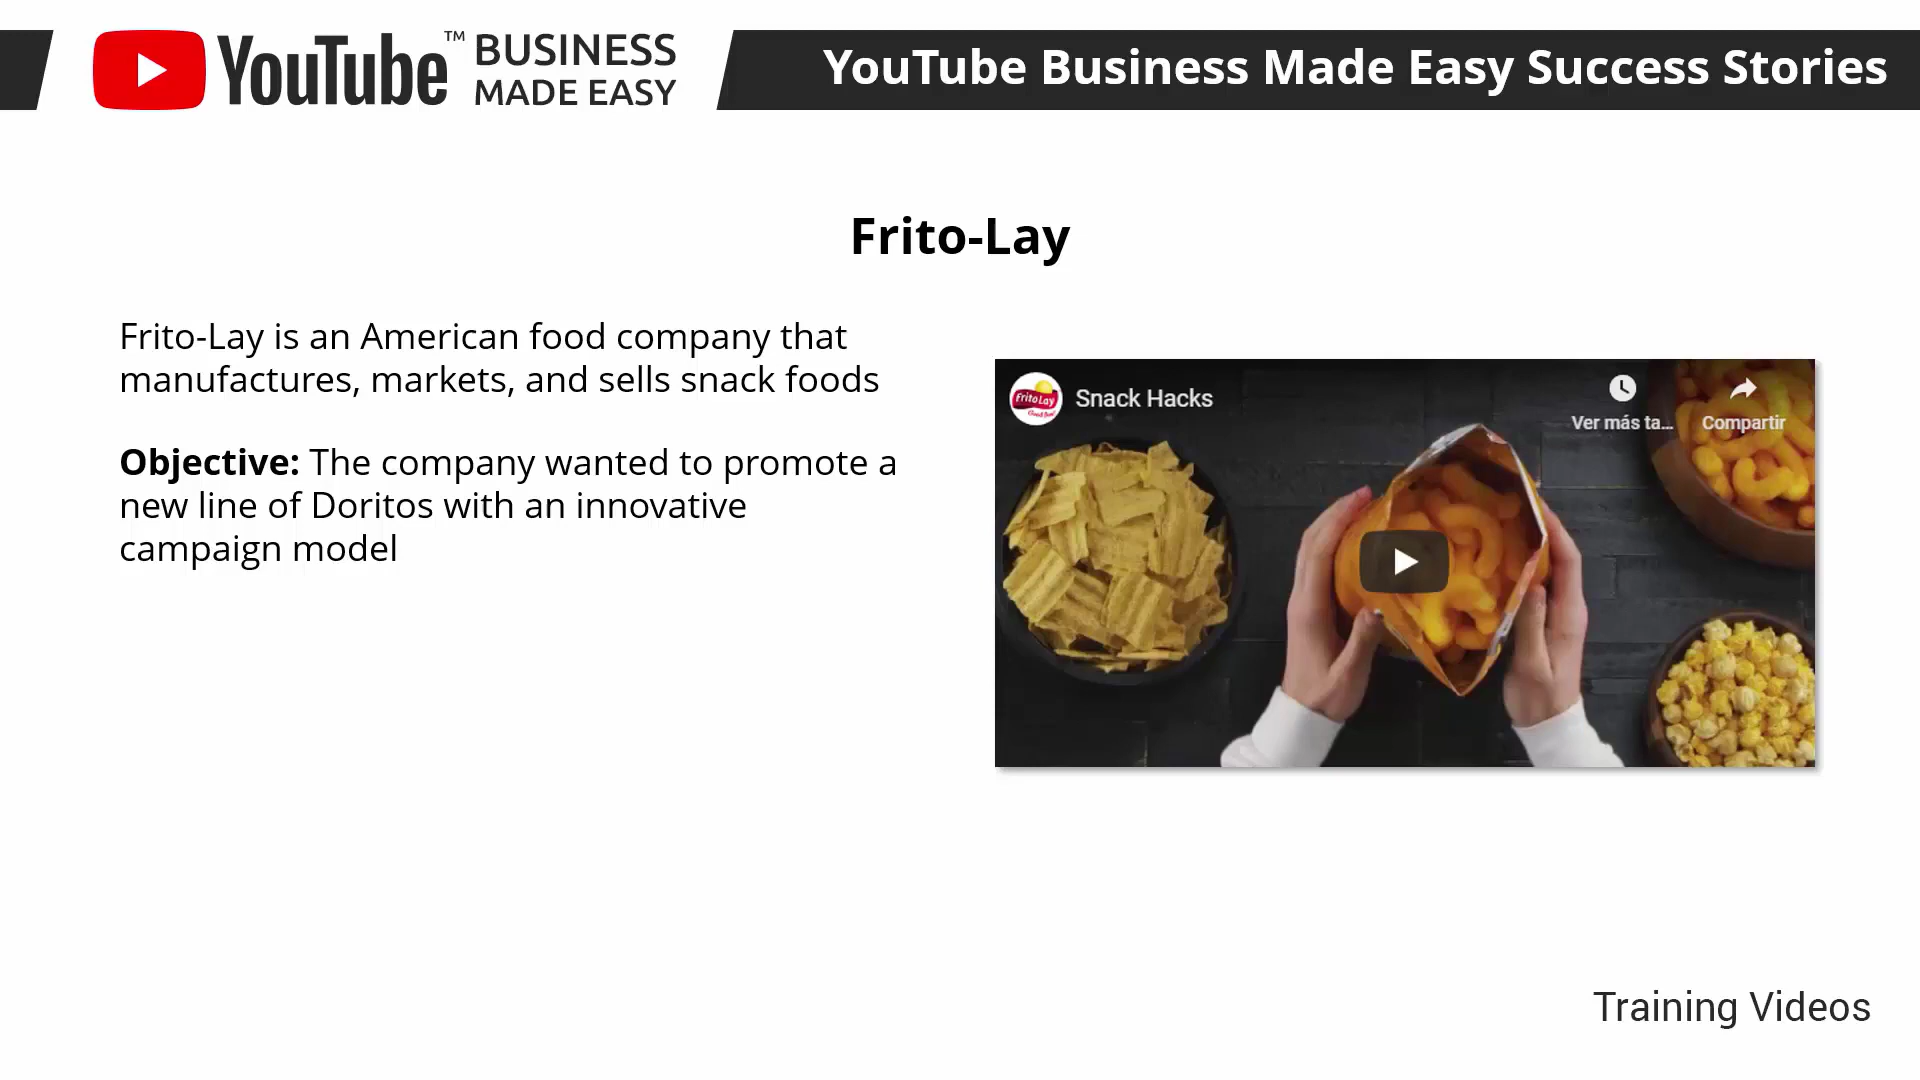 YouTube™ BUSINESS
MADE EASY
YouTube Business Made Easy Success Stories
Frito-Lay
Frito-Lay is an American food company that
manufactures, markets, and sells snack foods
Objective: The company wanted to promote a
new line of Doritos with an innovative
campaign model
Frito Lay
Snack Hacks
Ver más ta...
Compartir
Training Videos